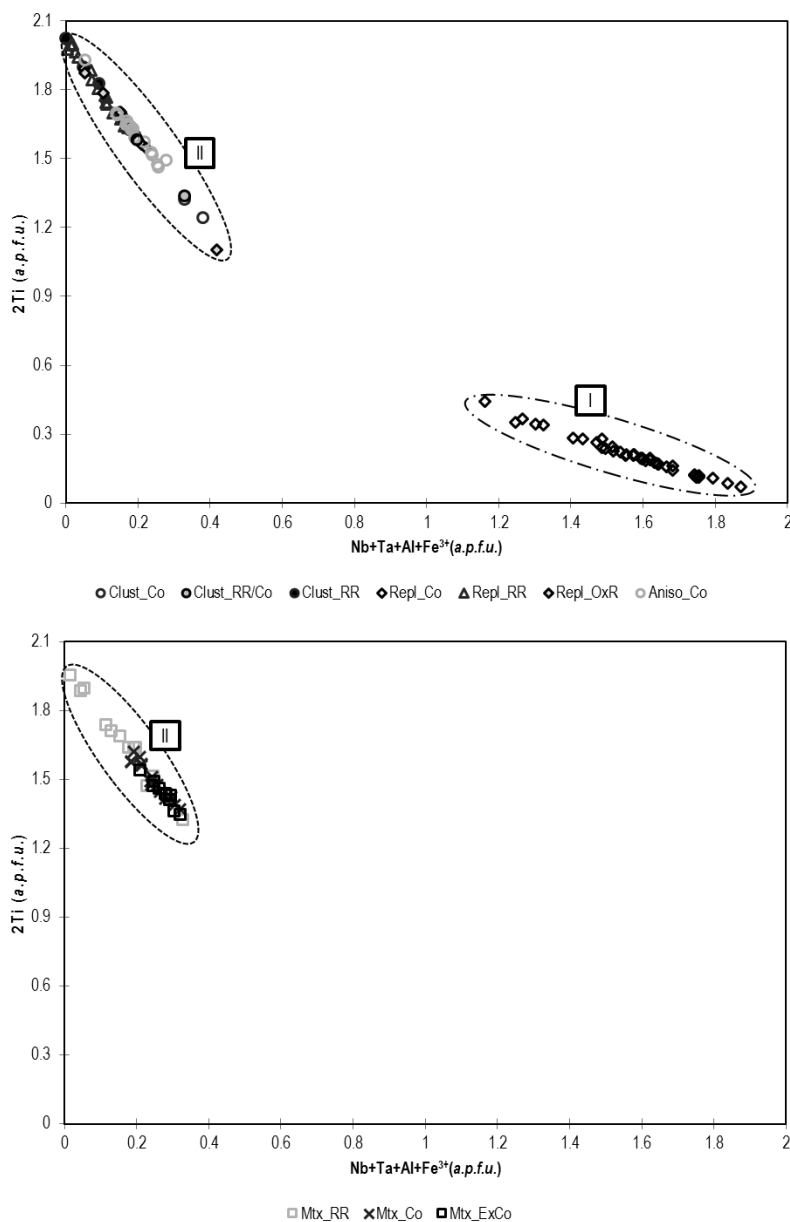 2.1
1.8
1.5
1.2
0.9
0.6
0.3
0
2Ti (a.p.f.u.)
II
I
0 0.2 0.4 0.6 0.8 1 1.2 1.4 1.6 1.8 2
Nb+Ta+Al+Fe³⁺(a.p.f.u.)
Clust_Co Clust_RR/Co Clust_RR Repl_Co Repl_RR Repl_OxR Aniso_Co
2.1
1.8
1.5
1.2
0.9
0.6
0.3
0
2Ti (a.p.f.u.)
II
0 0.2 0.4 0.6 0.8 1 1.2 1.4 1.6 1.8 2
Nb+Ta+Al+Fe³⁺(a.p.f.u.)
Mtx_RR Mtx_Co Mtx_ExCo